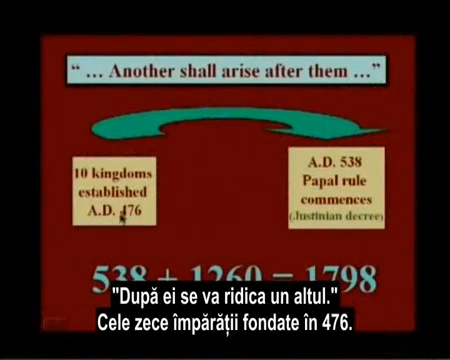 “ … Another shall arise after them …”
10 kingdoms
established
A.D. 476
A.D. 538
Papal rule
commences
(Justinian decree)
538 + 1260 = 1798
"După ei se va ridica un altul."
Cele zece împărății fondate în 476.